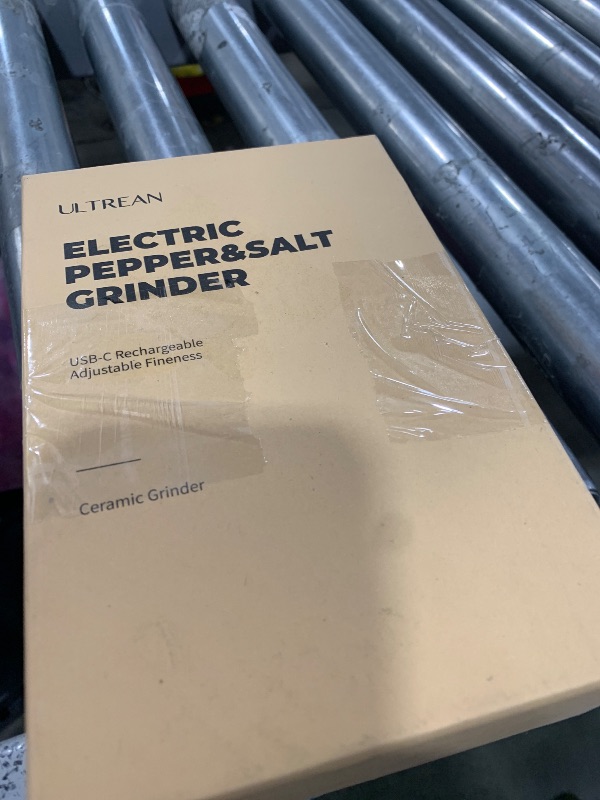 ULTREAN
ELECTRIC
PEPPER&SALT
GRINDER
USB-C Rechargeable
Adjustable Fineness
Ceramic Grinder